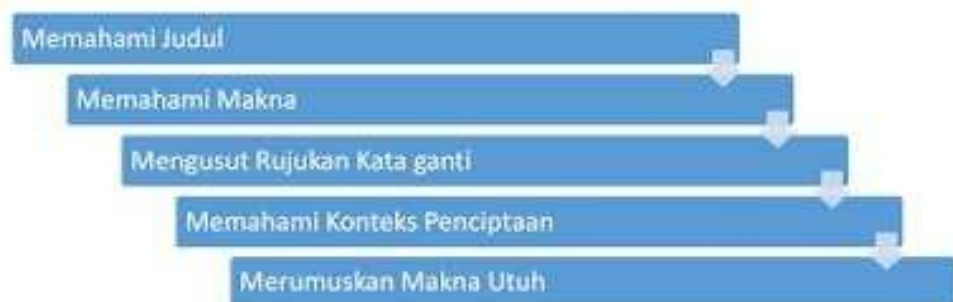 Memahami Judul
Memahami Makna
Mengusut Rujukan Kata ganti
Memahami Konteks Penciptaan
Merumuskan Makna Utuh